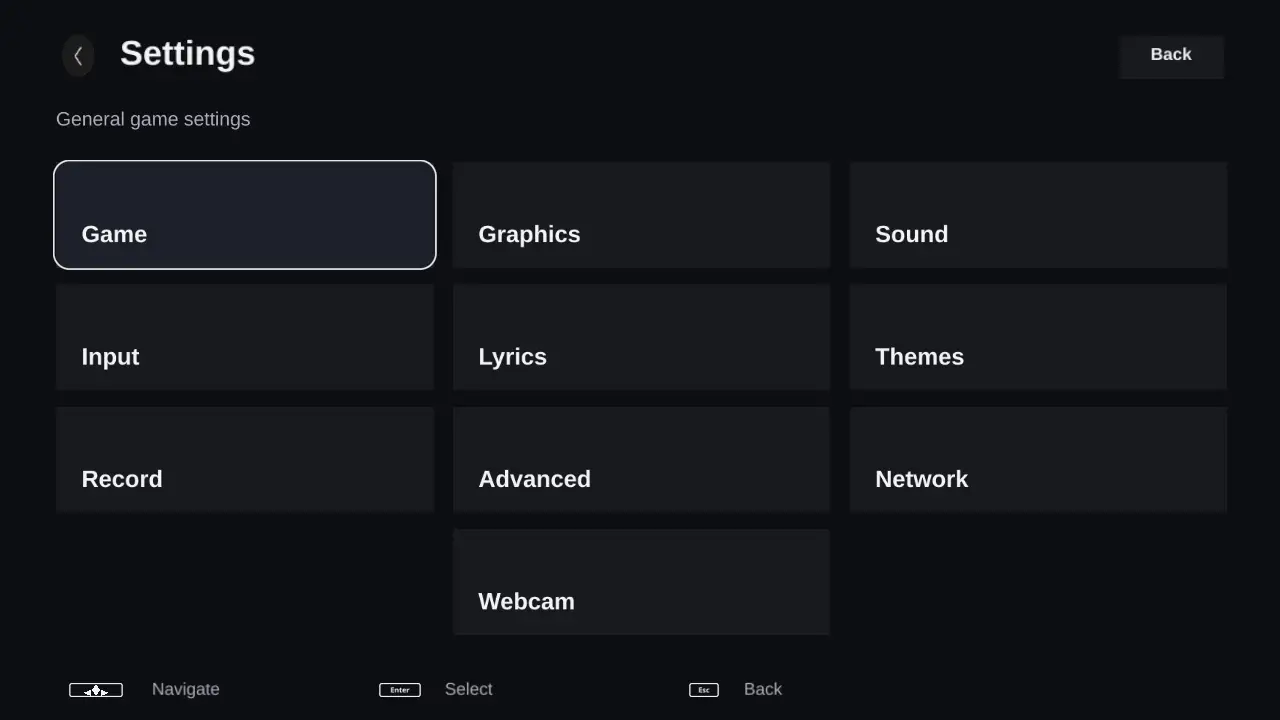 Settings
Back
General game settings
Game
Graphics
Sound
Input
Lyrics
Themes
Record
Advanced
Network
Webcam
Navigate
Enter
Select
Esc
Back